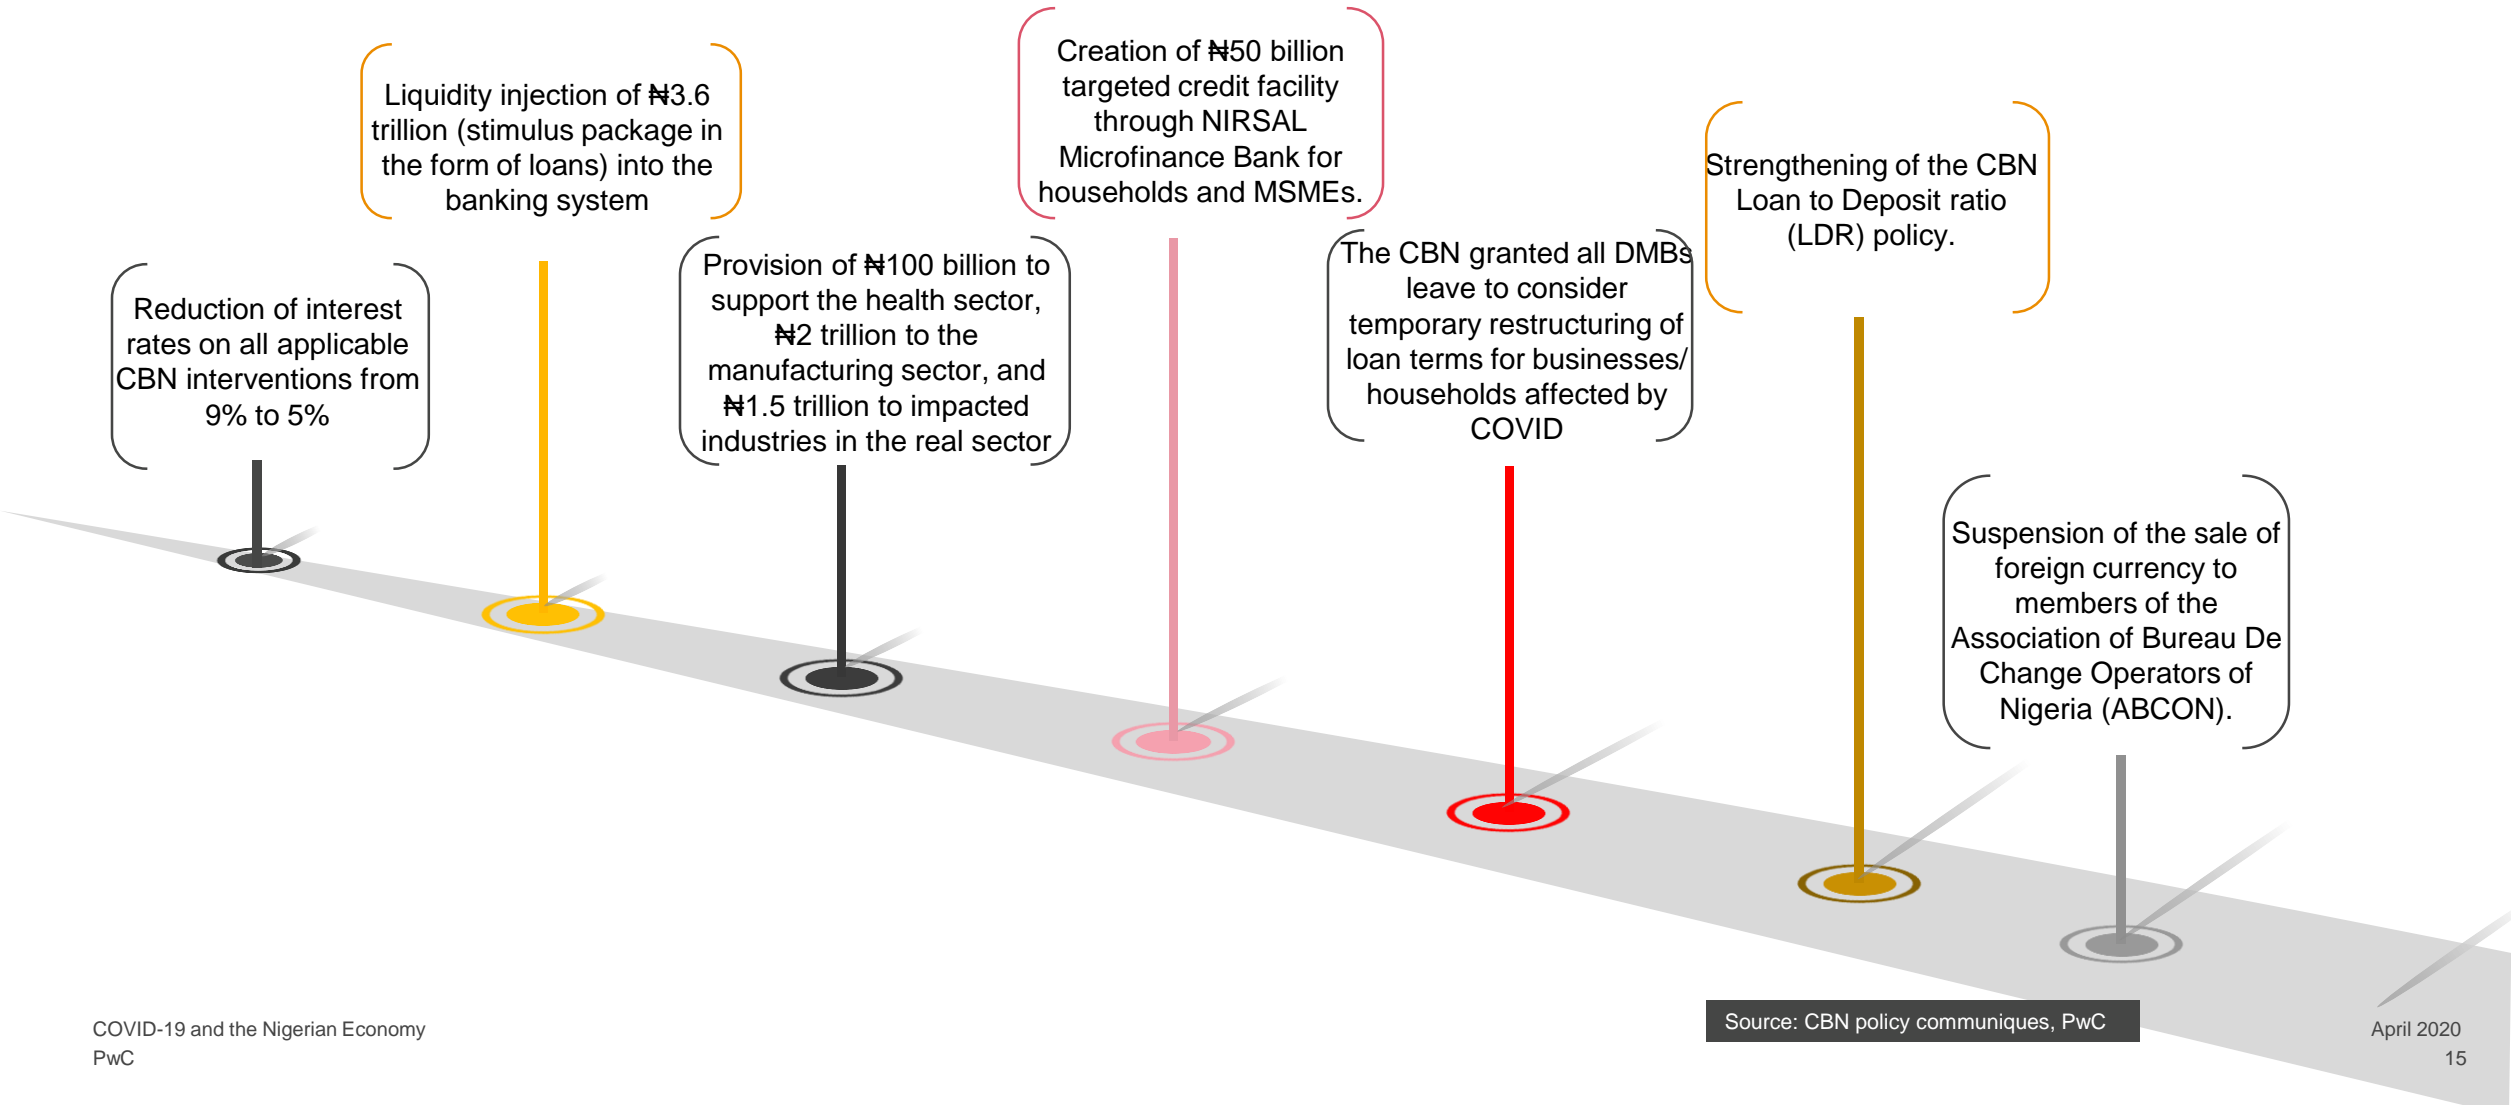 Reduction of interest
rates on all applicable
CBN interventions from
9% to 5%
Liquidity injection of ₦3.6
trillion (stimulus package in
the form of loans) into the
banking system
Provision of ₦100 billion to
support the health sector,
₦2 trillion to the
manufacturing sector, and
₦1.5 trillion to impacted
industries in the real sector
Creation of ₦50 billion
targeted credit facility
through NIRSAL
Microfinance Bank for
households and MSMEs.
The CBN granted all DMBs
leave to consider
temporary restructuring of
loan terms for businesses/
households affected by
COVID
Strengthening of the CBN
Loan to Deposit ratio
(LDR) policy.
Suspension of the sale of
foreign currency to
members of the
Association of Bureau De
Change Operators of
Nigeria (ABCON).
Source: CBN policy communiques, PwC
COVID-19 and the Nigerian Economy
PwC
April 2020
15